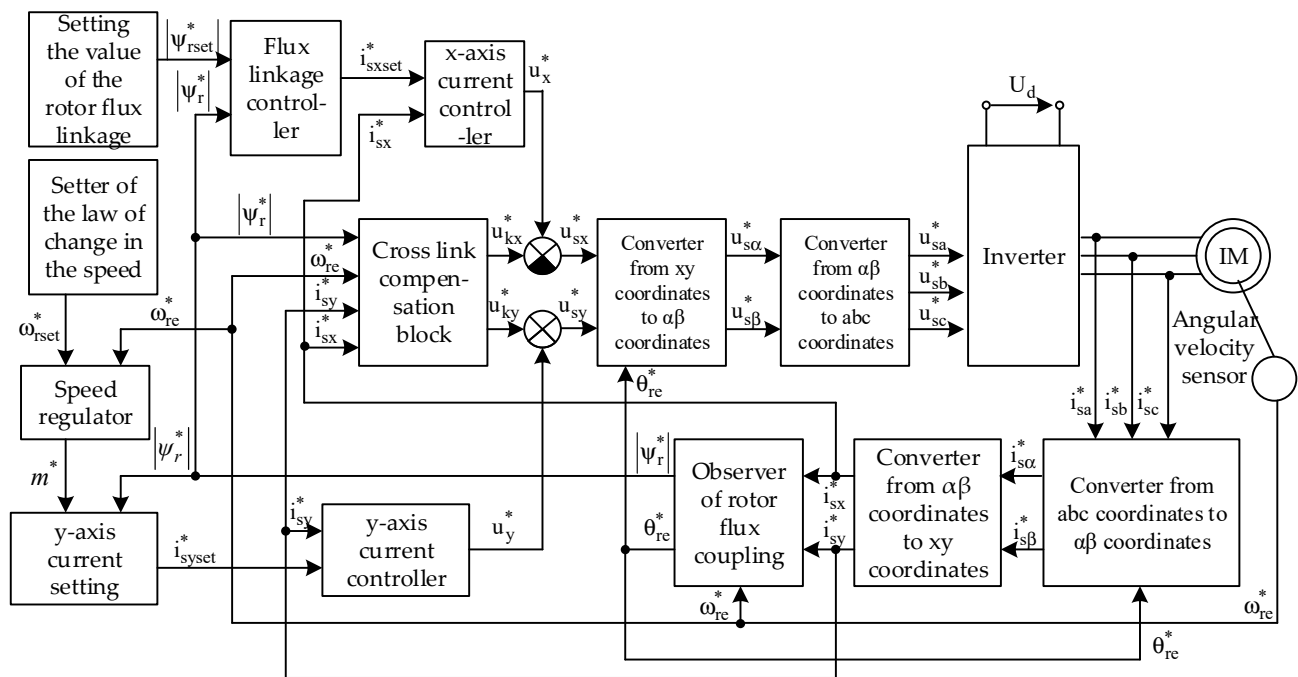 Setting
the value
of the
rotor flux
linkage
|ψ*rset|
|ψ*r|
Flux
linkage
control-
ler
i*sxset
i*sx
x-axis
current
control
-ler
u*x
Ud
Setter of
the law of
change in
the speed
ω*rset
ω*re
|ψ*r|
ω*re
i*sy
i*sx
Cross link
compen-
sation
block
u*kx
u*ky
u*sx
u*sy
Converter
from xy
coordinates
to αβ
coordinates
θ*re
u*sα
u*sβ
Converter
from αβ
coordinates
to abc
coordinates
u*sa
u*sb
u*sc
Inverter
IM
Angular
velocity
sensor
i*sa
i*sb
i*sc
Speed
regulator
m*
|ψ*r|
y-axis
current
setting
i*syset
i*sy
y-axis
current
controller
u*y
|ψ*r|
θ*re
Observer
of rotor
flux
coupling
i*sx
i*sy
Converter
from αβ
coordinates
to xy
coordinates
i*sα
i*sβ
Converter from
abc coordinates to
αβ coordinates
ω*re
ω*re
θ*re